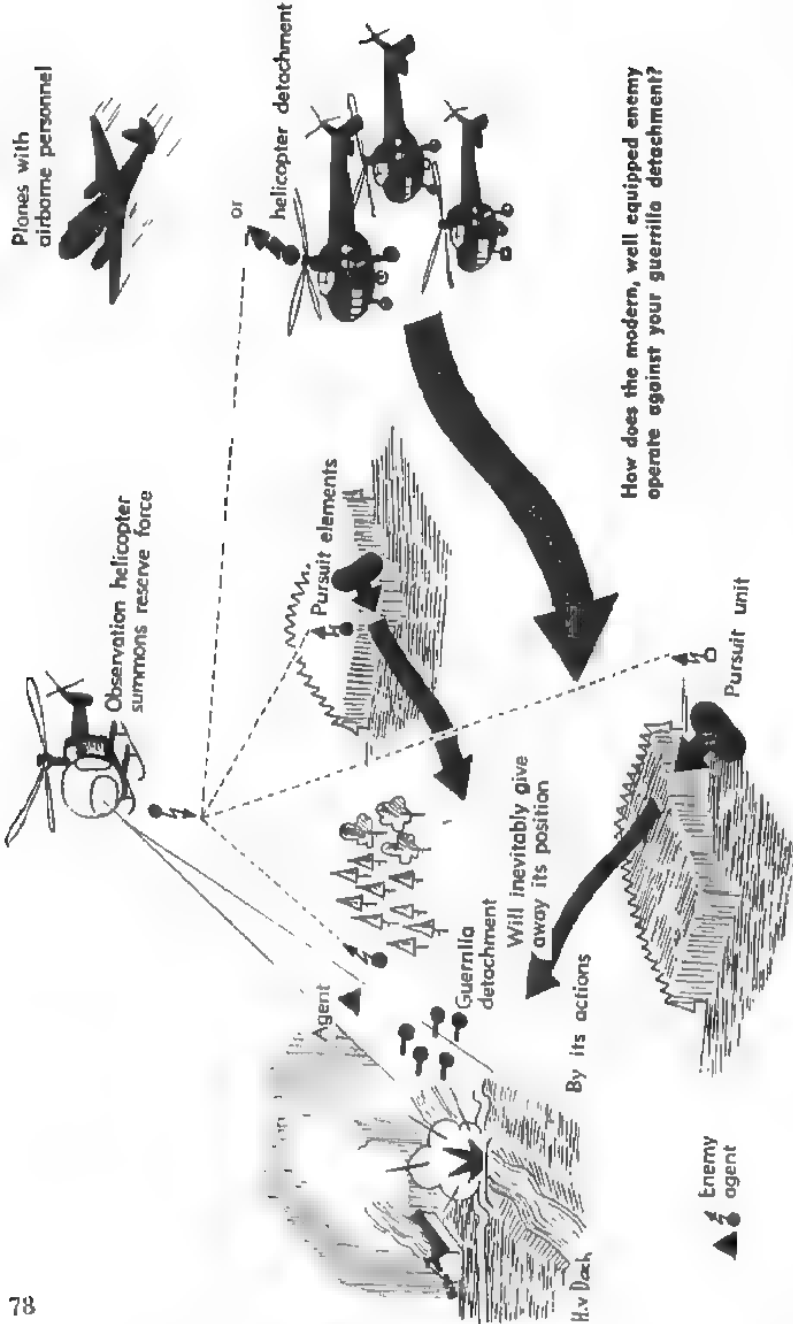 78
Planes with
airborne personnel
Observation helicopter
summons reserve force
or
helicopter detachment
Pursuit elements
Agent
Guerrilla
detachment
Will inevitably give
away its position
By its actions
H.v Dach
Enemy
agent
Pursuit unit
How does the modern, well equipped enemy
operate against your guerrilla detachment?